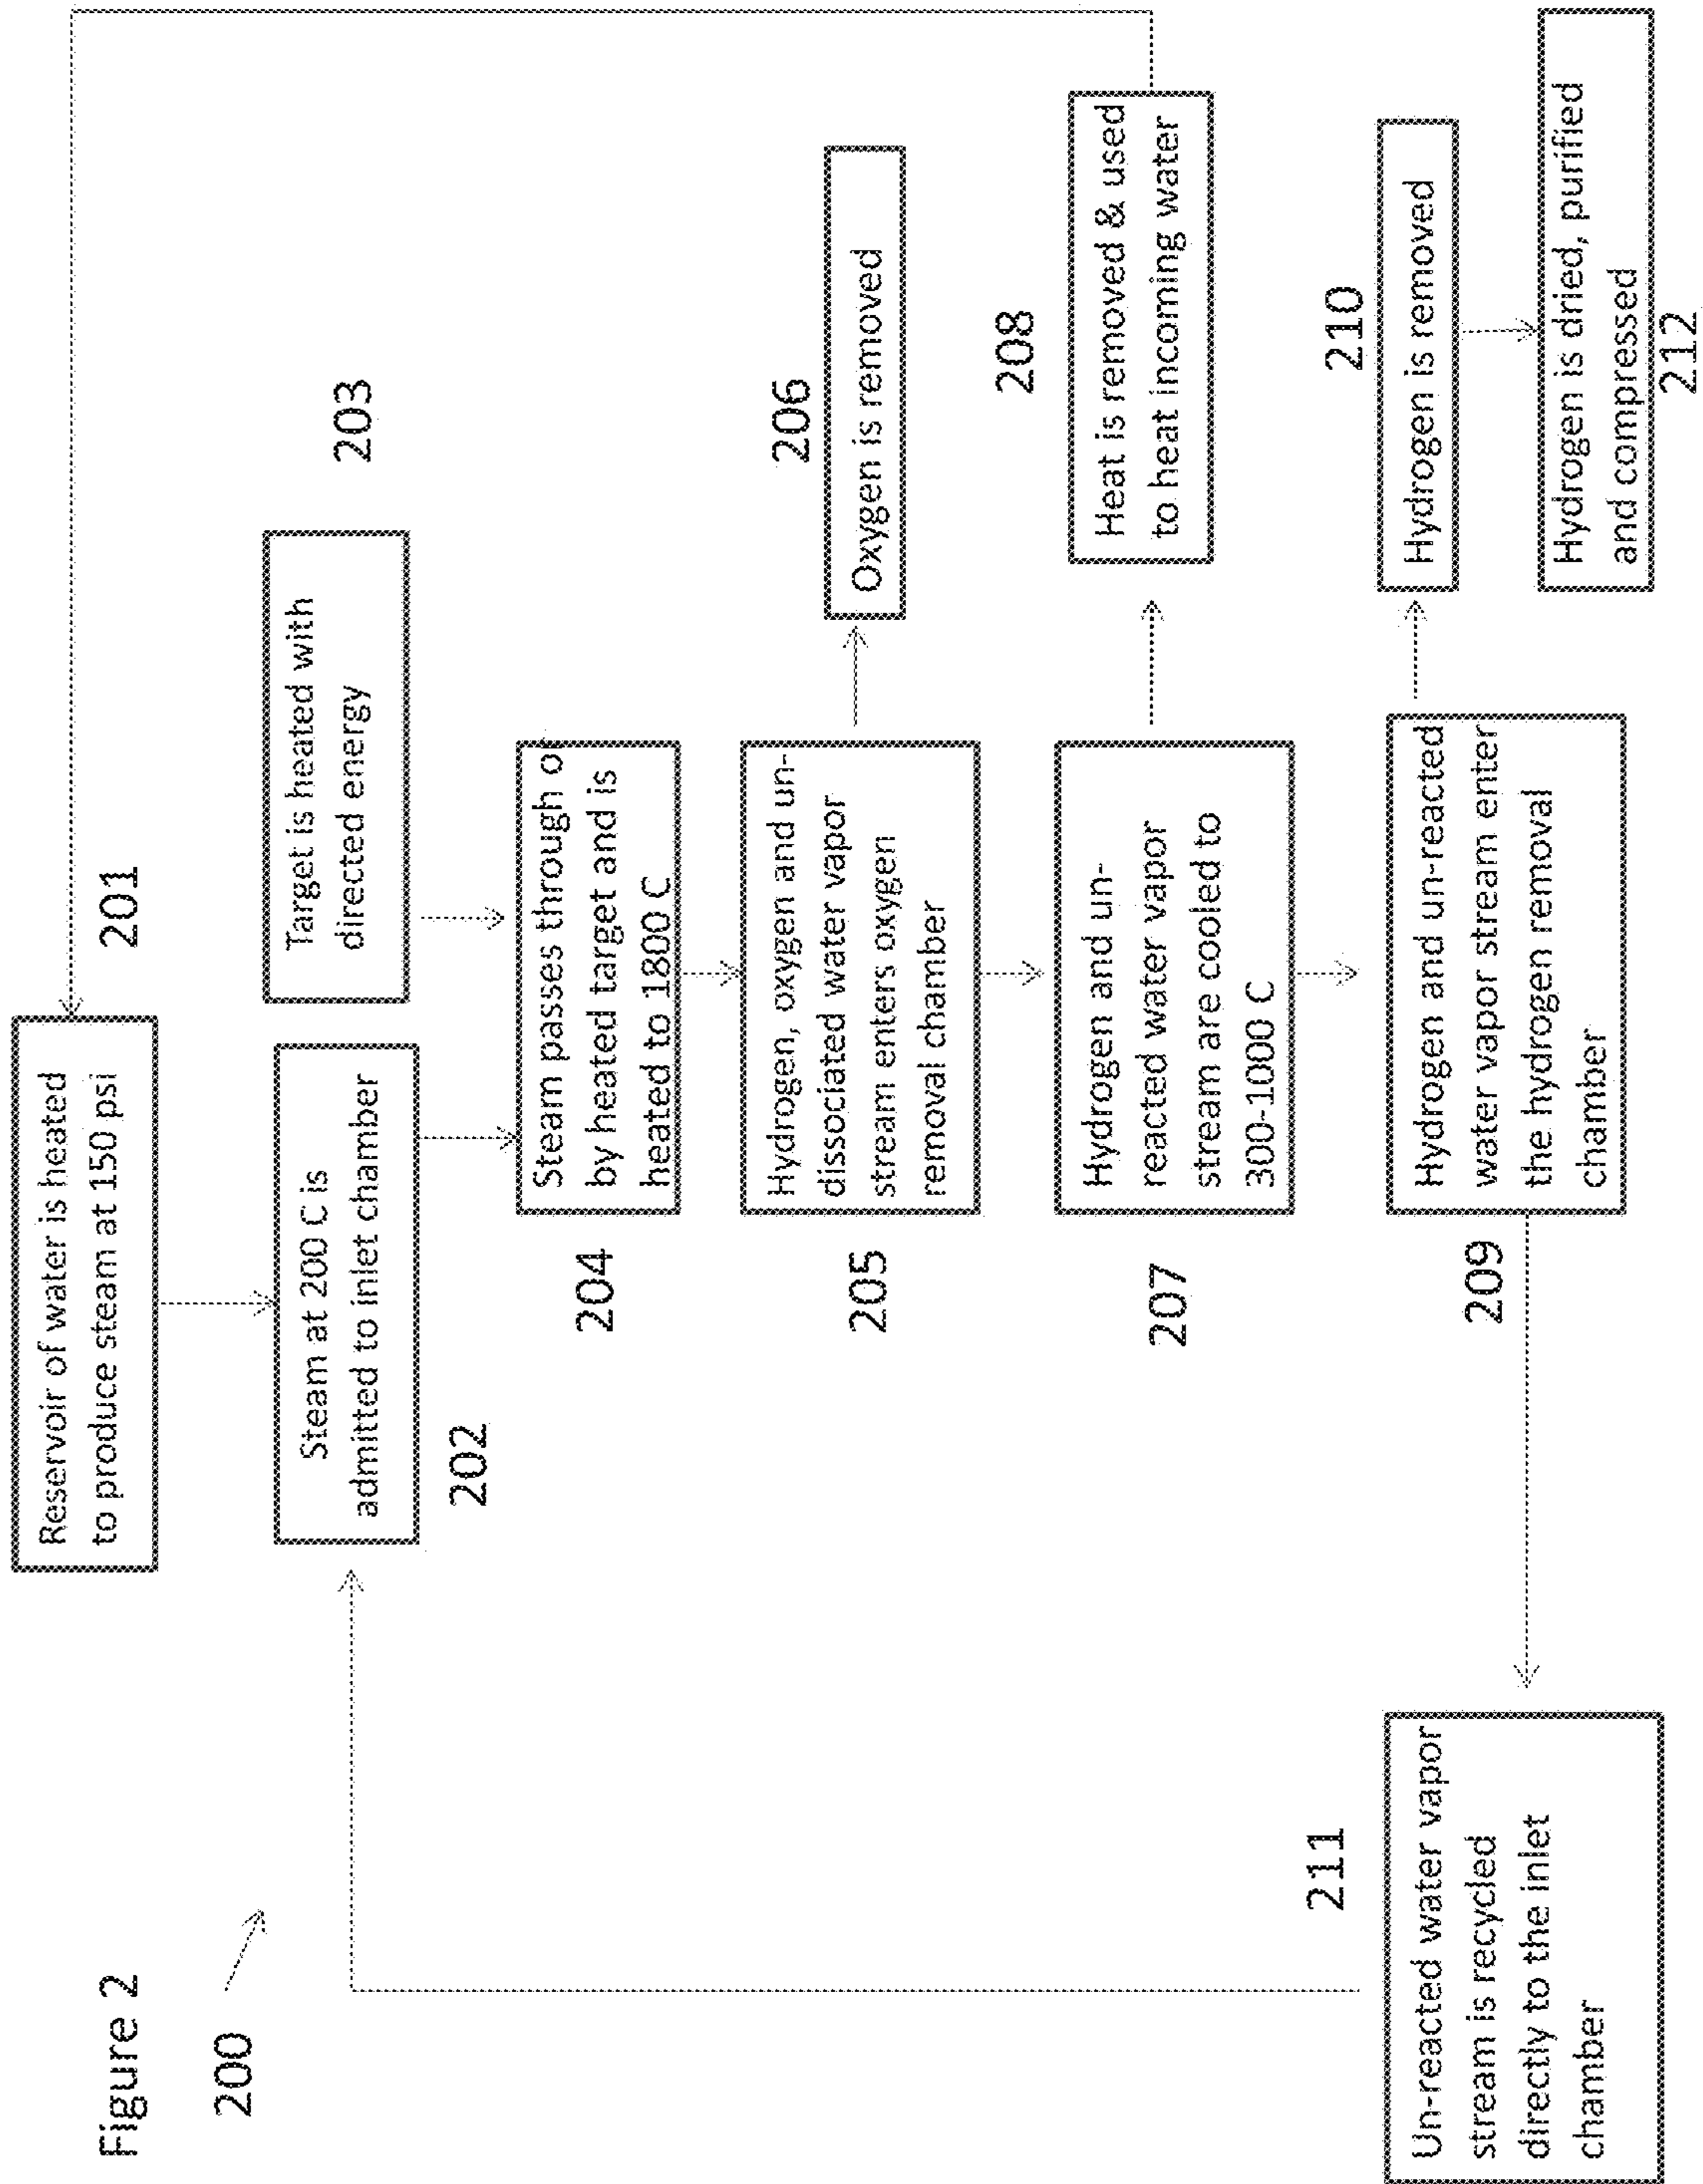 Figure 2
200
Reservoir of water is heated
to produce steam at 150 psi
201
Steam at 200 C is
admitted to inlet chamber
202
Target is heated with
directed energy
203
Steam passes through or
by heated target and is
heated to 1800 C
204
Hydrogen, oxygen and un-
dissociated water vapor
stream enters oxygen
removal chamber
205
206
Oxygen is removed
Hydrogen and un-
reacted water vapor
stream are cooled to
300-1000 C
207
208
Heat is removed & used
to heat incoming water
Hydrogen and un-reacted
water vapor stream enter
the hydrogen removal
chamber
209
210
Hydrogen is removed
211
Un-reacted water vapor
stream is recycled
directly to the inlet
chamber
Hydrogen is dried, purified
and compressed
212